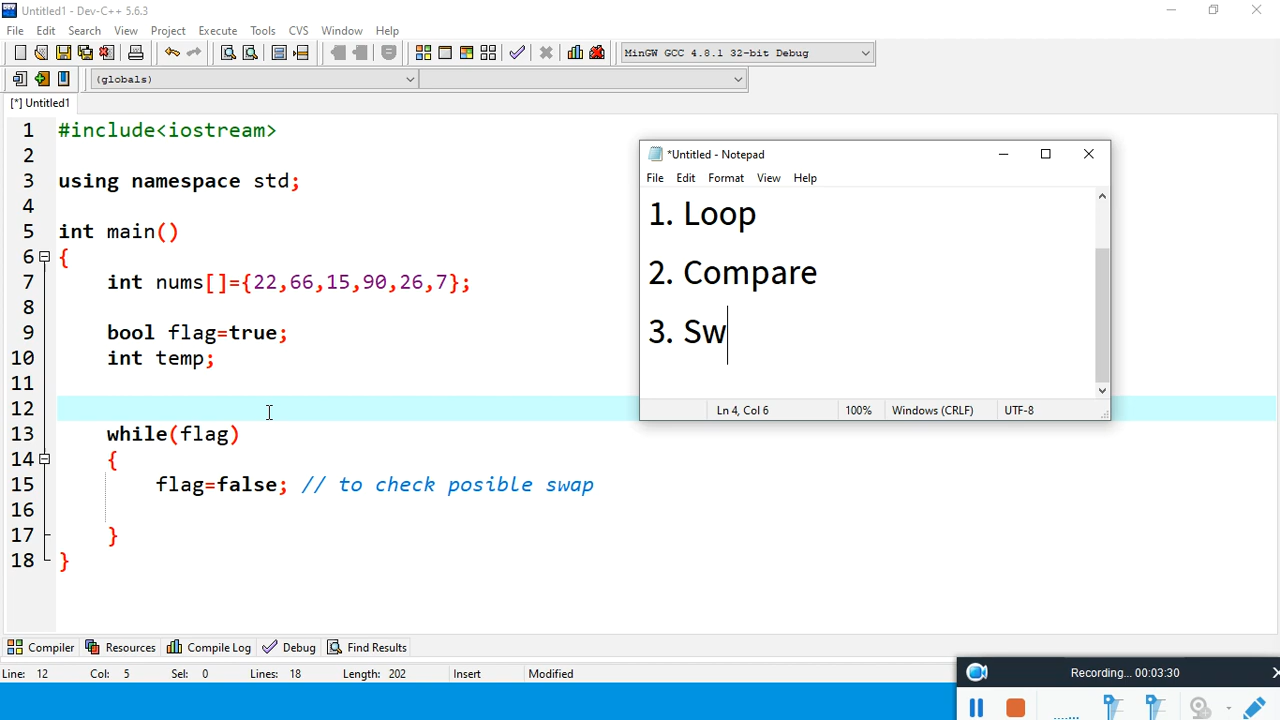 Untitled1 - Dev-C++ 5.6.3
File Edit Search View Project Execute Tools CVS Window Help
MinGW GCC 4.8.1 32-bit Debug
(globals)
[*] Untitled1
1 #include<iostream>
2
3 using namespace std;
4
5 int main()
6 {
7 int nums[]={22,66,15,90,26,7};
8
9 bool flag=true;
10 int temp;
11
12
13 while(flag)
14 {
15 flag=false; // to check posible swap
16
17 }
18 }
*Untitled - Notepad
File Edit Format View Help
1. Loop
2. Compare
3. Sw
Ln 4, Col 6 100% Windows (CRLF) UTF-8
Compiler Resources Compile Log Debug Find Results
Line: 12 Col: 5 Sel: 0 Lines: 18 Length: 202 Insert Modified
Recording... 00:03:30